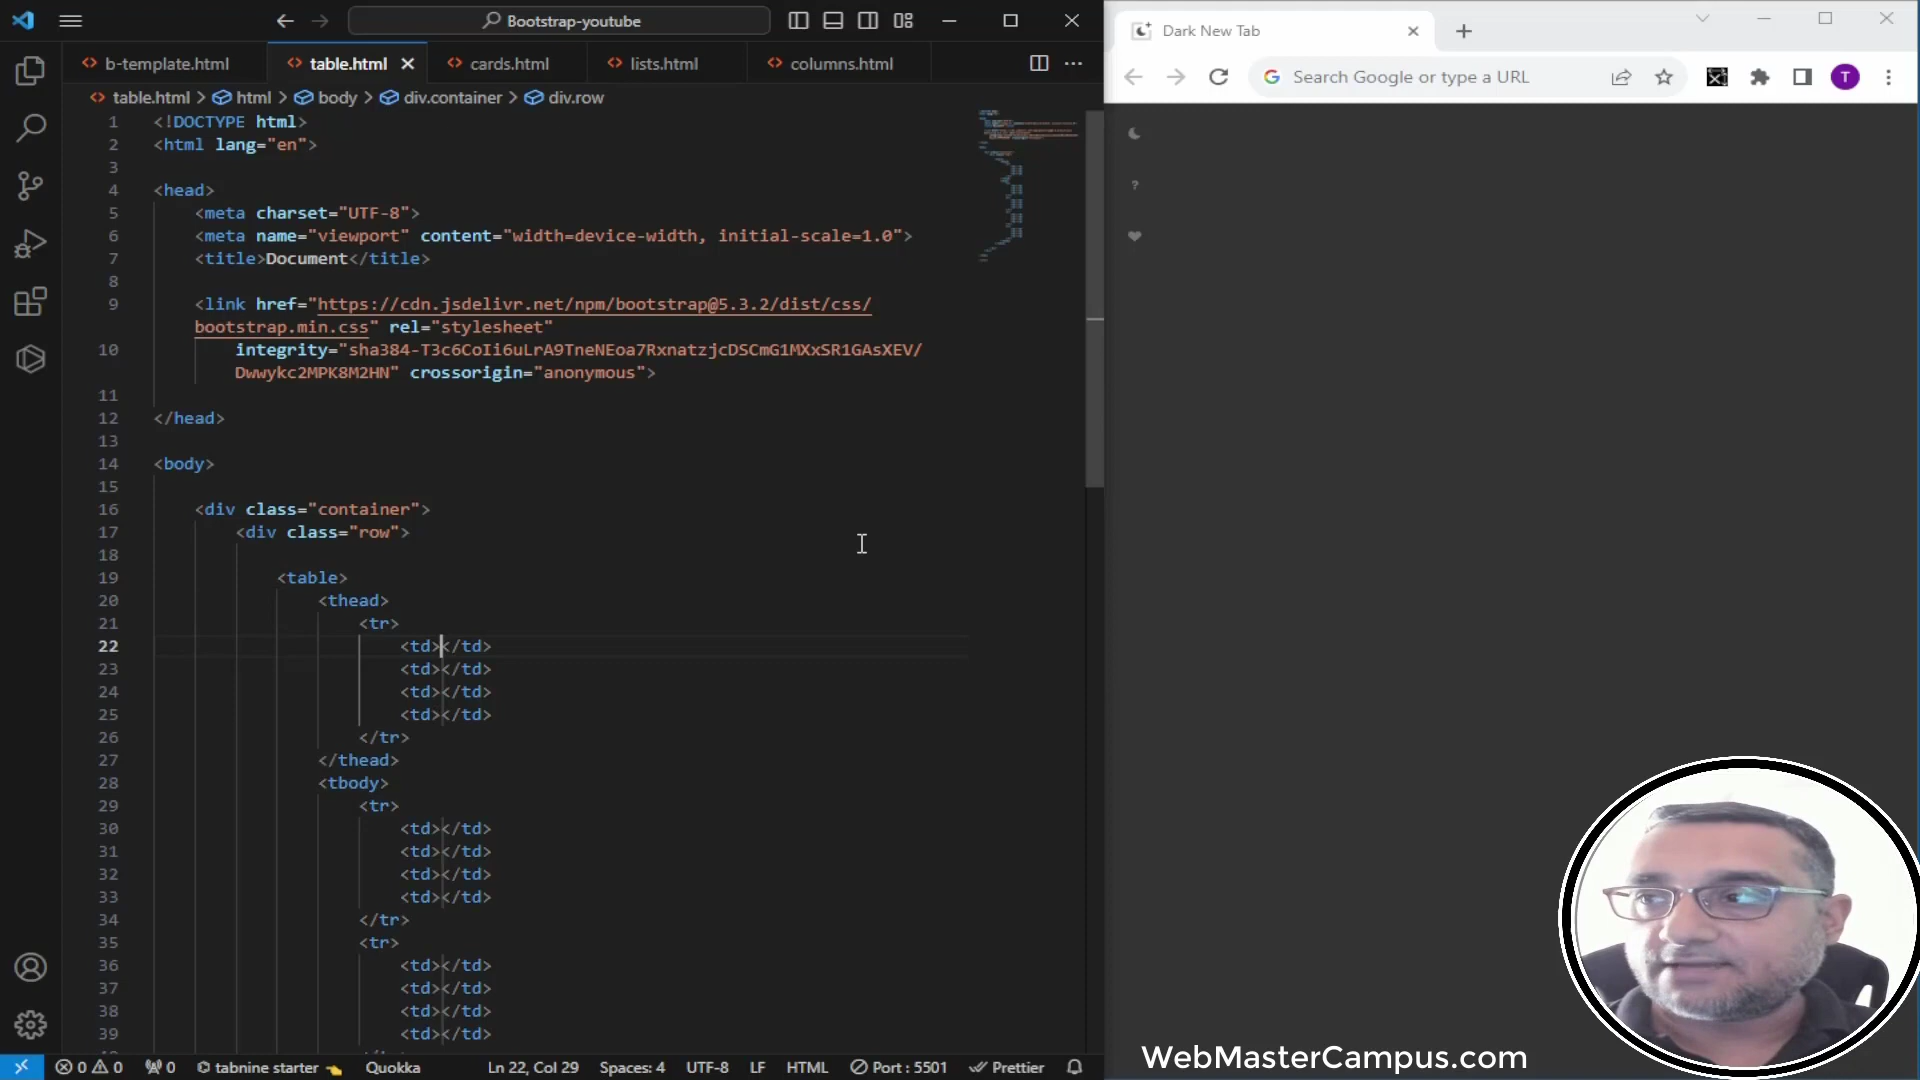 Bootstrap-youtube
b-template.html
table.html
cards.html
lists.html
columns.html
table.html > html > body > div.container > div.row
1 <!DOCTYPE html>
2 <html lang="en">
3
4 <head>
5 <meta charset="UTF-8">
6 <meta name="viewport" content="width=device-width, initial-scale=1.0">
7 <title>Document</title>
8
9 <link href="https://cdn.jsdelivr.net/npm/bootstrap@5.3.2/dist/css/
bootstrap.min.css" rel="stylesheet"
10 integrity="sha384-T3c6CoIi6uLrA9TneNEoa7RxnatzjcDSCmG1MXxSR1GAsXEV/
Dwwykc2MPK8M2HN" crossorigin="anonymous">
11
12 </head>
13
14 <body>
15
16 <div class="container">
17 <div class="row">
18
19 <table>
20 <thead>
21 <tr>
22 <td></td>
23 <td></td>
24 <td></td>
25 <td></td>
26 </tr>
27 </thead>
28 <tbody>
29 <tr>
30 <td></td>
31 <td></td>
32 <td></td>
33 <td></td>
34 </tr>
35 <tr>
36 <td></td>
37 <td></td>
38 <td></td>
39 <td></td>
0 0 0 tabnine starter Quokka Ln 22, Col 29 Spaces: 4 UTF-8 LF HTML Port : 5501 Prettier
Dark New Tab
Search Google or type a URL
T
?
WebMasterCampus.com